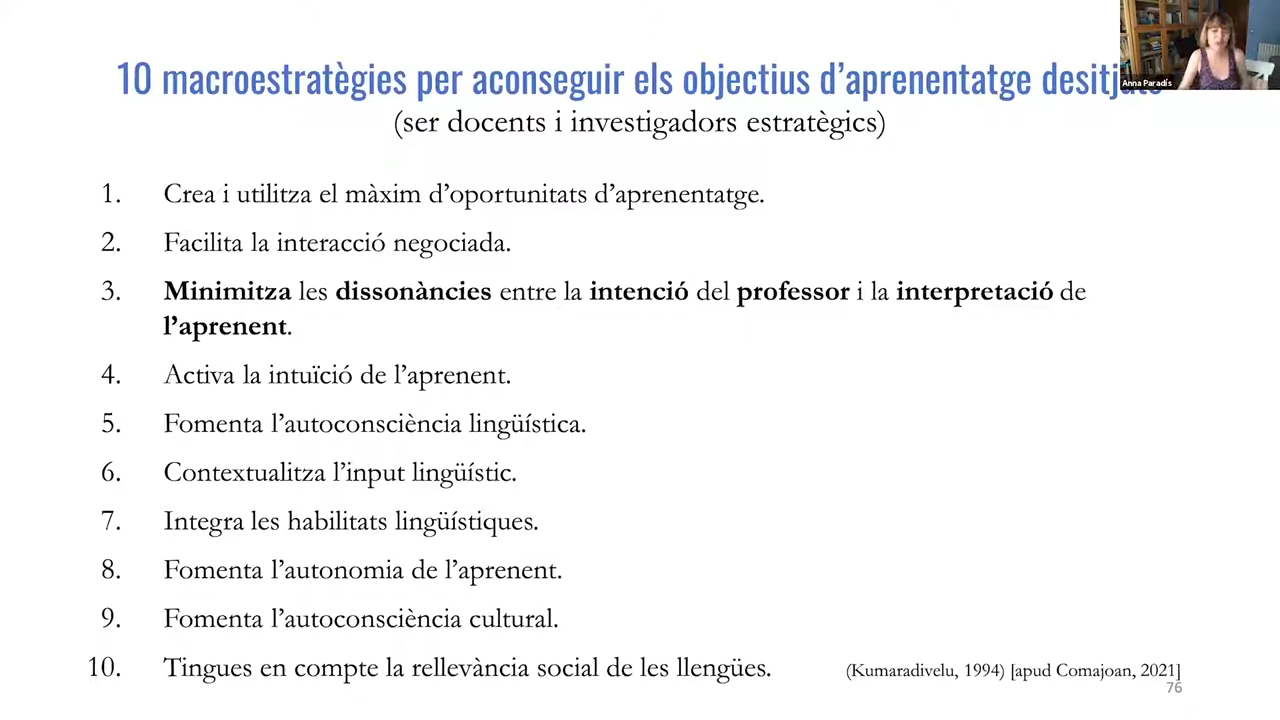 10 macroestratègies per aconseguir els objectius d’aprenentatge
(ser docents i investigadors estratègics)
Anna Paradís
1. Crea i utilitza el màxim d’oportunitats d’aprenentatge.
2. Facilita la interacció negociada.
3. Minimitza les dissonàncies entre la intenció del professor i la interpretació de
l’aprenent.
4. Activa la intuïció de l’aprenent.
5. Fomenta l’autoconsciència lingüística.
6. Contextualitza l’input lingüístic.
7. Integra les habilitats lingüístiques.
8. Fomenta l’autonomia de l’aprenent.
9. Fomenta l’autoconsciència cultural.
10. Tingues en compte la rellevància social de les llengües. (Kumaradivelu, 1994) [apud Comajoan, 2021]
76